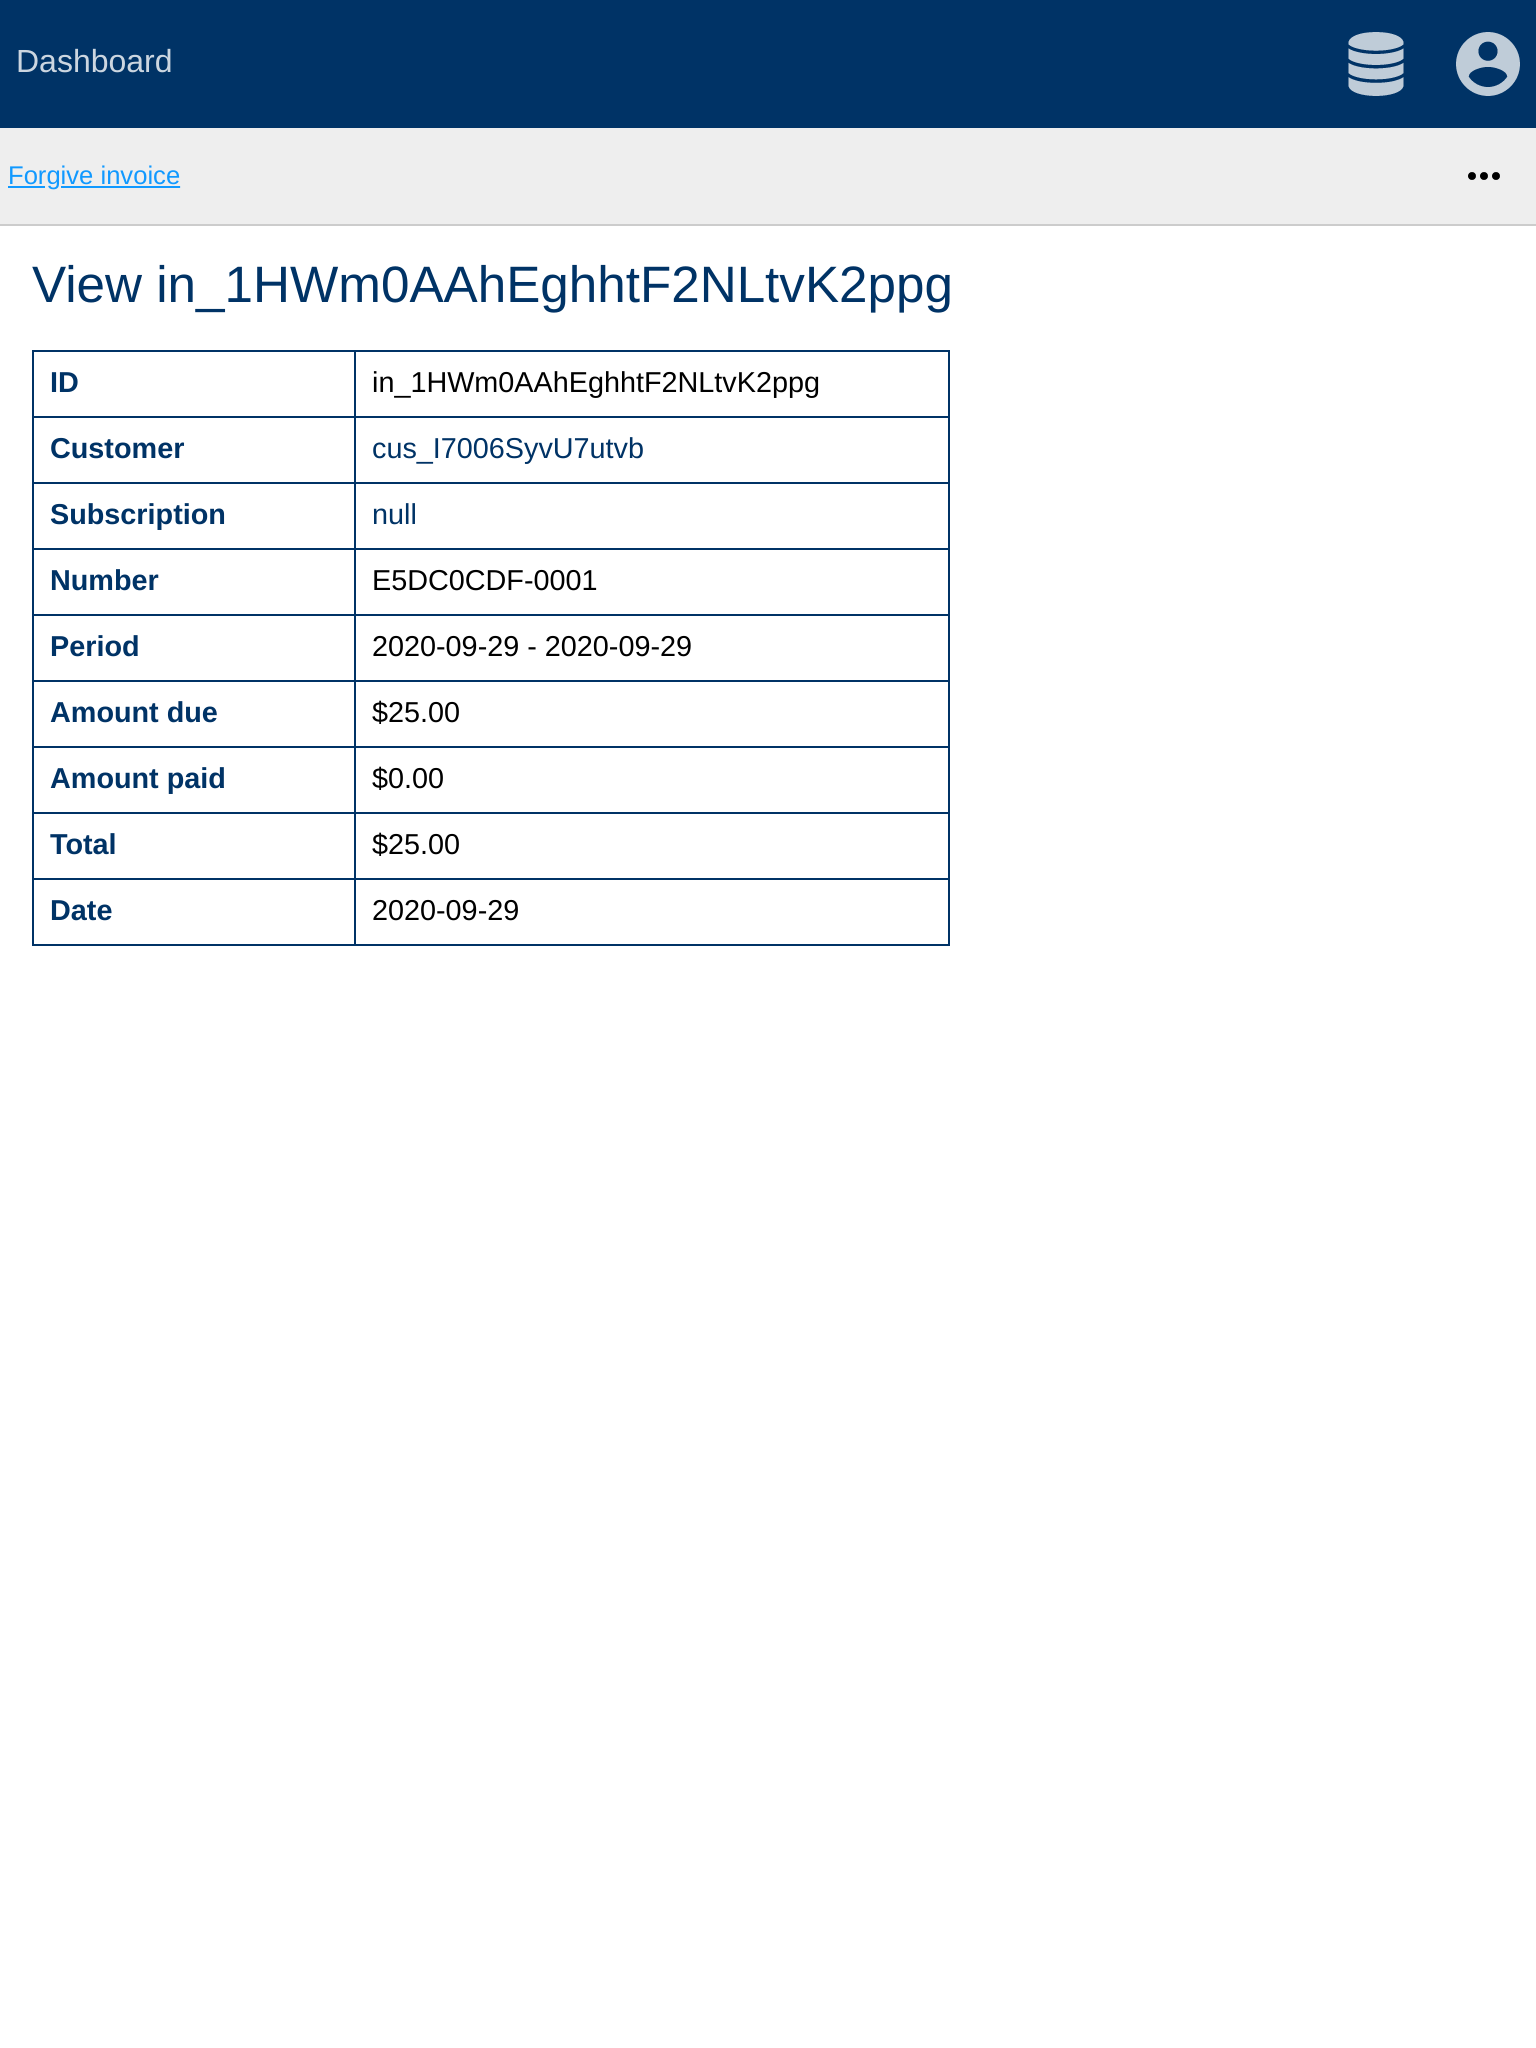 Dashboard
Forgive invoice
View in_1HWm0AAhEghhtF2NLtvK2ppg
ID in_1HWm0AAhEghhtF2NLtvK2ppg
Customer cus_I7006SyvU7utvb
Subscription null
Number E5DC0CDF-0001
Period 2020-09-29 - 2020-09-29
Amount due $25.00
Amount paid $0.00
Total $25.00
Date 2020-09-29